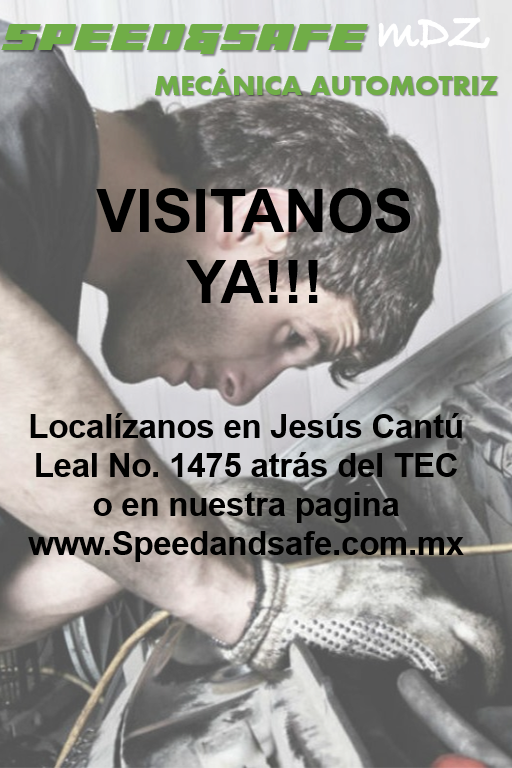 SPEED&SAFE MDZ
MECÁNICA AUTOMOTRIZ
VISITANOS
YA!!!
Localízanos en Jesús Cantú
Leal No. 1475 atrás del TEC
o en nuestra pagina
www.Speedandsafe.com.mx